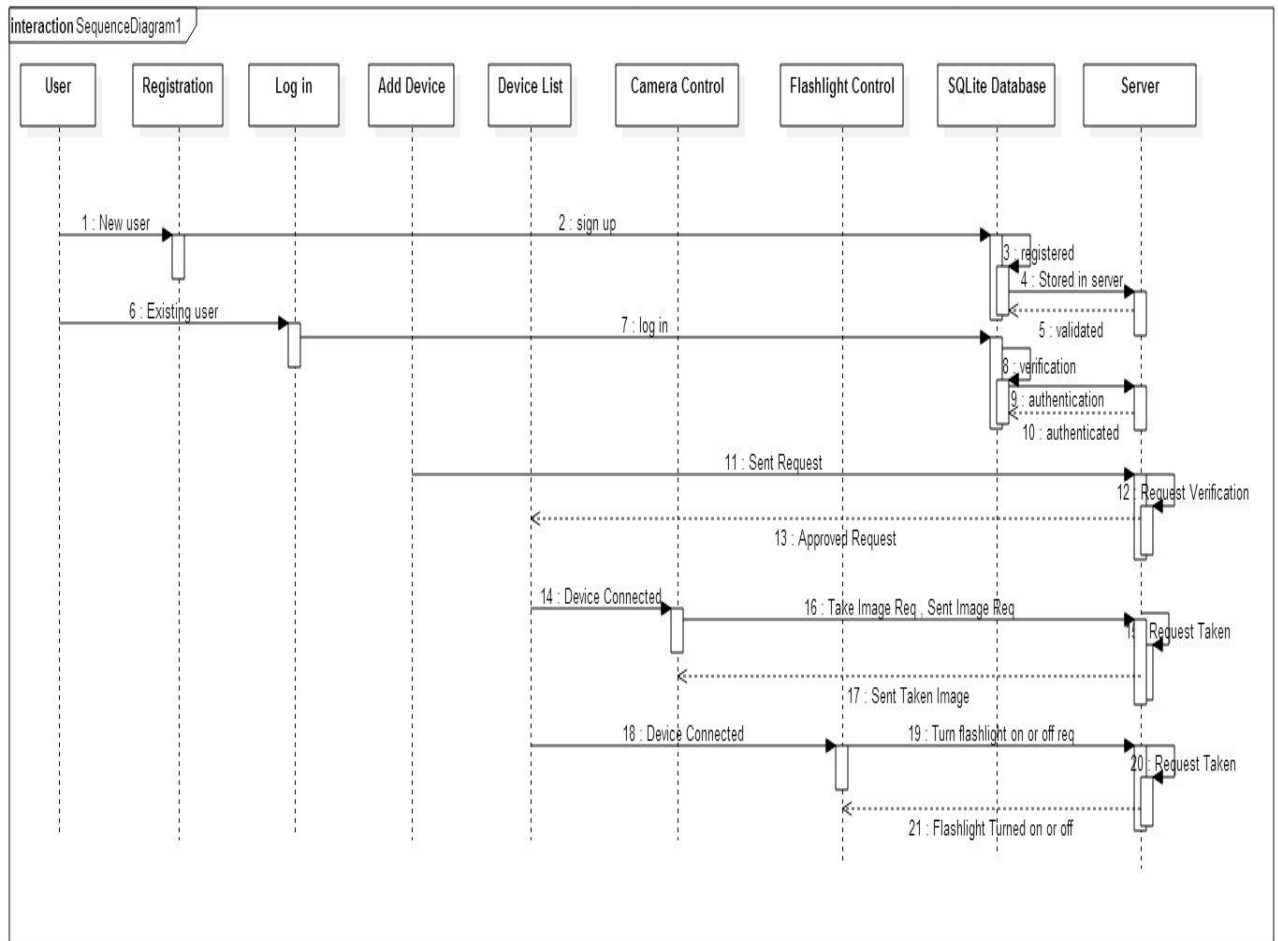 interaction SequenceDiagram1
User
Registration
Log in
Add Device
Device List
Camera Control
Flashlight Control
SQLite Database
Server
1 : New user
2 : sign up
3 : registered
4 : Stored in server
5 : validated
6 : Existing user
7 : log in
8 : verification
9 : authentication
10 : authenticated
11 : Sent Request
12 : Request Verification
13 : Approved Request
14 : Device Connected
16 : Take Image Req , Sent Image Req
15 : Request Taken
17 : Sent Taken Image
18 : Device Connected
19 : Turn flashlight on or off req
20 : Request Taken
21 : Flashlight Turned on or off